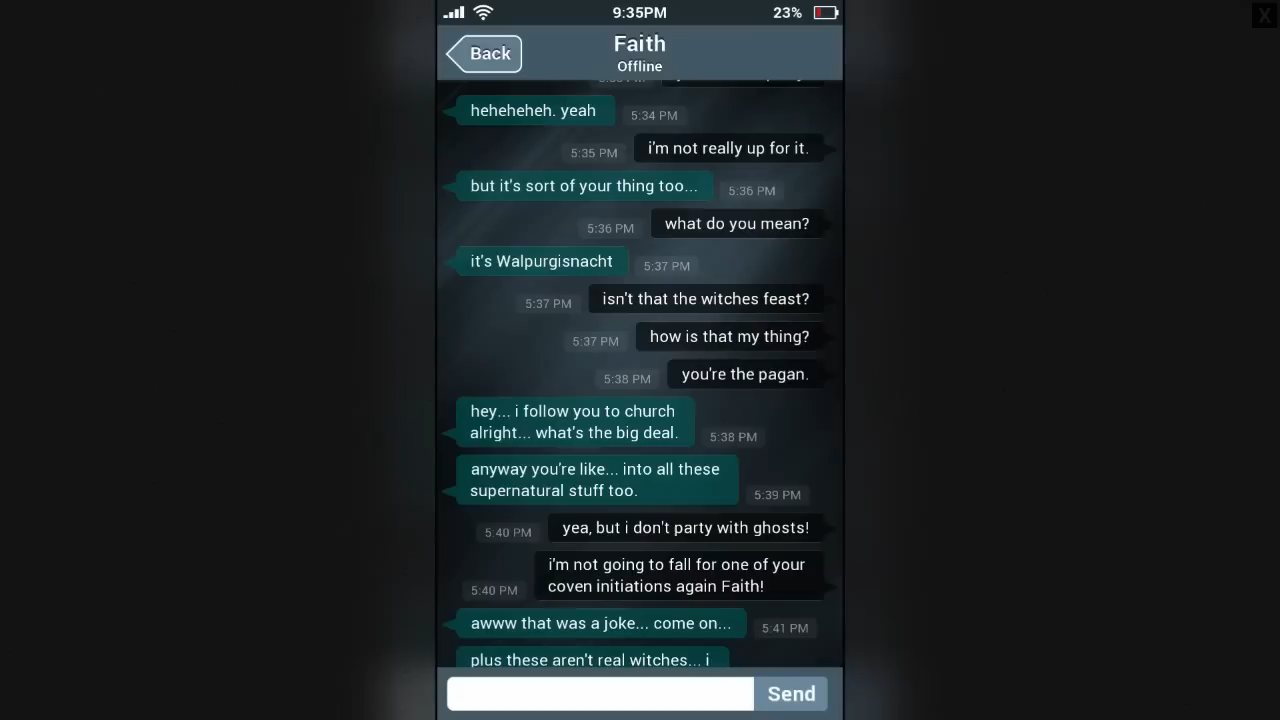 9:35PM
23%
X
Back
Faith
Offline
heheheheh. yeah
5:34 PM
5:35 PM
i'm not really up for it.
but it's sort of your thing too...
5:36 PM
5:36 PM
what do you mean?
it's Walpurgisnacht
5:37 PM
5:37 PM
isn't that the witches feast?
5:37 PM
how is that my thing?
5:38 PM
you're the pagan.
hey... i follow you to church
alright... what's the big deal.
5:38 PM
anyway you're like... into all these
supernatural stuff too.
5:39 PM
5:40 PM
yea, but i don't party with ghosts!
i'm not going to fall for one of your
coven initiations again Faith!
5:40 PM
awww that was a joke... come on...
5:41 PM
plus these aren't real witches... i
Send